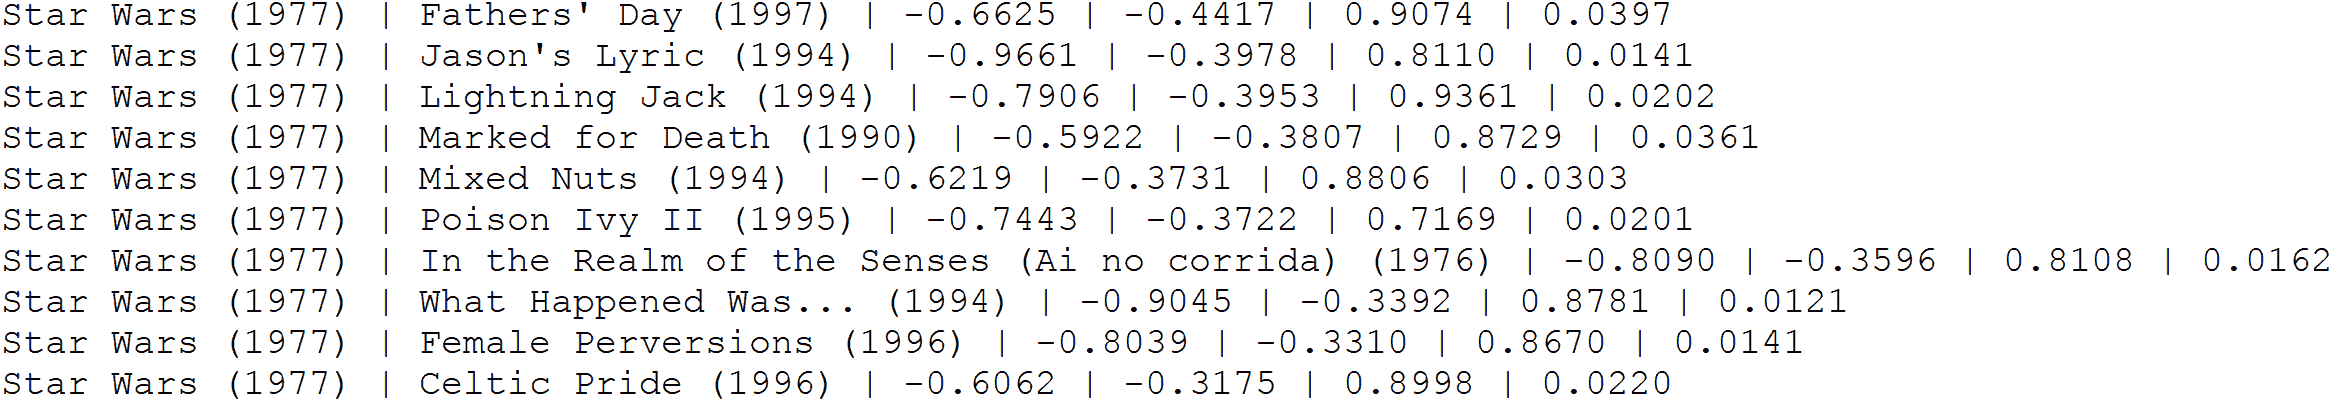 Star Wars (1977) | Fathers' Day (1997) | -0.6625 | -0.4417 | 0.9074 | 0.0397
Star Wars (1977) | Jason's Lyric (1994) | -0.9661 | -0.3978 | 0.8110 | 0.0141
Star Wars (1977) | Lightning Jack (1994) | -0.7906 | -0.3953 | 0.9361 | 0.0202
Star Wars (1977) | Marked for Death (1990) | -0.5922 | -0.3807 | 0.8729 | 0.0361
Star Wars (1977) | Mixed Nuts (1994) | -0.6219 | -0.3731 | 0.8806 | 0.0303
Star Wars (1977) | Poison Ivy II (1995) | -0.7443 | -0.3722 | 0.7169 | 0.0201
Star Wars (1977) | In the Realm of the Senses (Ai no corrida) (1976) | -0.8090 | -0.3596 | 0.8108 | 0.0162
Star Wars (1977) | What Happened Was... (1994) | -0.9045 | -0.3392 | 0.8781 | 0.0121
Star Wars (1977) | Female Perversions (1996) | -0.8039 | -0.3310 | 0.8670 | 0.0141
Star Wars (1977) | Celtic Pride (1996) | -0.6062 | -0.3175 | 0.8998 | 0.0220